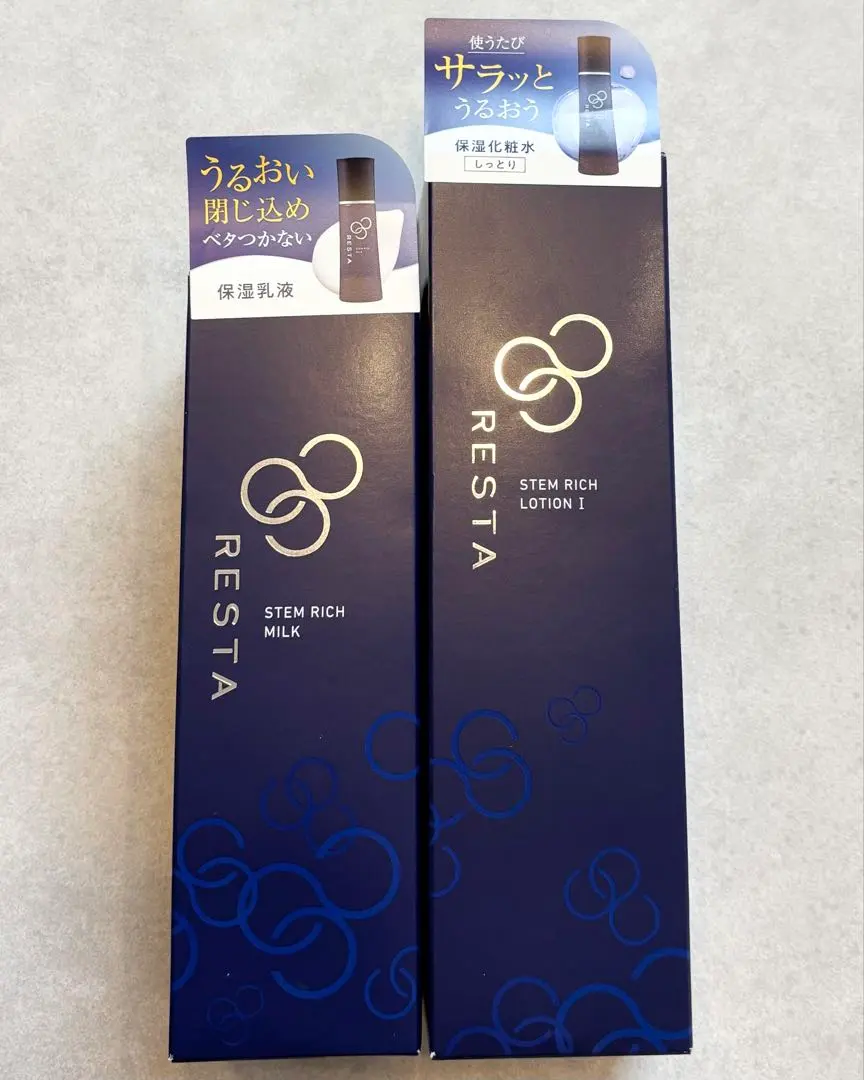 うるおい
閉じ込め
ベタつかない
RESTA
保湿乳液
RESTA
STEM RICH
MILK
使うたび
サラッと
うるおう
RESTA
保湿化粧水
しっとり
RESTA
STEM RICH
LOTION I